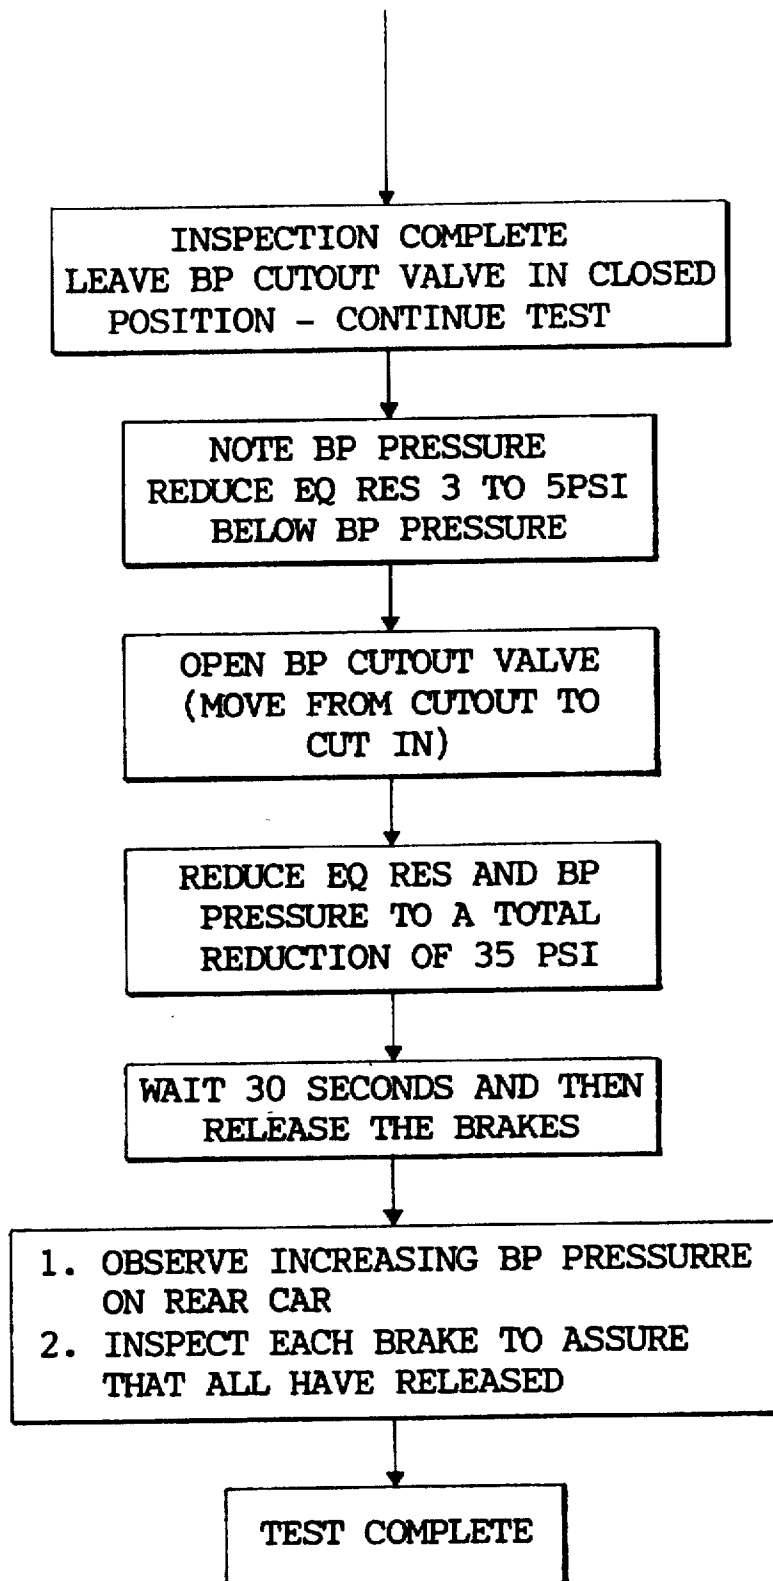 INSPECTION COMPLETE
LEAVE BP CUTOUT VALVE IN CLOSED
POSITION - CONTINUE TEST
NOTE BP PRESSURE
REDUCE EQ RES 3 TO 5PSI
BELOW BP PRESSURE
OPEN BP CUTOUT VALVE
(MOVE FROM CUTOUT TO
CUT IN)
REDUCE EQ RES AND BP
PRESSURE TO A TOTAL
REDUCTION OF 35 PSI
WAIT 30 SECONDS AND THEN
RELEASE THE BRAKES
1. OBSERVE INCREASING BP PRESSURRE
ON REAR CAR
2. INSPECT EACH BRAKE TO ASSURE
THAT ALL HAVE RELEASED
TEST COMPLETE